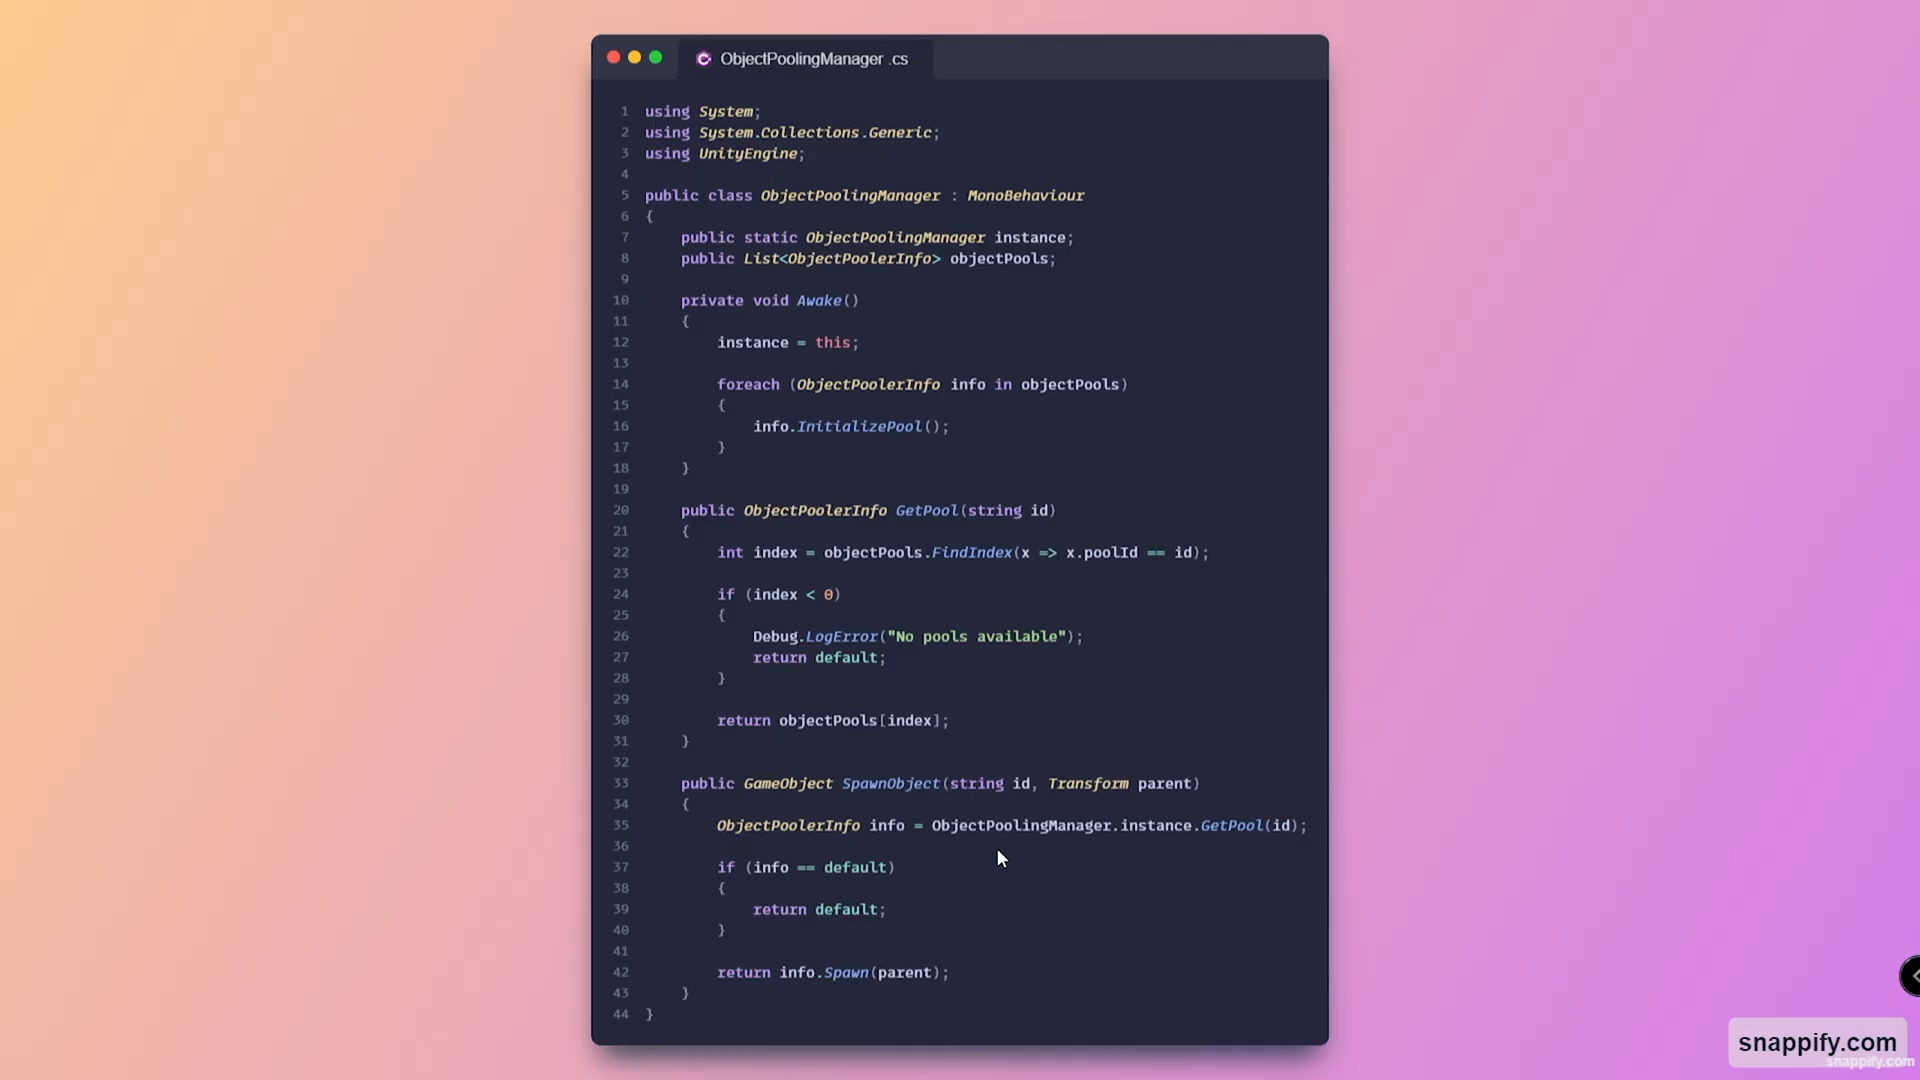 ObjectPoolingManager .cs
1 using System;
2 using System.Collections.Generic;
3 using UnityEngine;
4
5 public class ObjectPoolingManager : MonoBehaviour
6 {
7     public static ObjectPoolingManager instance;
8     public List<ObjectPoolerInfo> objectPools;
9
10     private void Awake()
11     {
12         instance = this;
13
14         foreach (ObjectPoolerInfo info in objectPools)
15         {
16             info.InitializePool();
17         }
18     }
19
20     public ObjectPoolerInfo GetPool(string id)
21     {
22         int index = objectPools.FindIndex(x => x.poolId == id);
23
24         if (index < 0)
25         {
26             Debug.LogError("No pools available");
27             return default;
28         }
29
30         return objectPools[index];
31     }
32
33     public GameObject SpawnObject(string id, Transform parent)
34     {
35         ObjectPoolerInfo info = ObjectPoolingManager.instance.GetPool(id);
36
37         if (info == default)
38         {
39             return default;
40         }
41
42         return info.Spawn(parent);
43     }
44 }
snappify.com
snappify.com